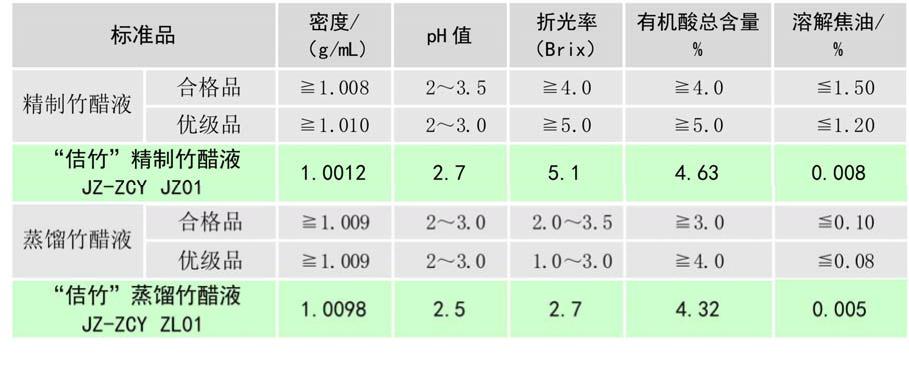 标准品 密度/（g/mL） pH值 折光率（Brix） 有机酸总含量% 溶解焦油/%
精制竹醋液 合格品 ≧1.008 2～3.5 ≧4.0 ≧4.0 ≦1.50
优级品 ≧1.010 2～3.0 ≧5.0 ≧5.0 ≦1.20
“佶竹”精制竹醋液
JZ-ZCY JZ01 1.0012 2.7 5.1 4.63 0.008
蒸馏竹醋液 合格品 ≧1.009 2～3.0 2.0～3.5 ≧3.0 ≦0.10
优级品 ≧1.009 2～3.0 1.0～3.0 ≧4.0 ≦0.08
“佶竹”蒸馏竹醋液
JZ-ZCY ZL01 1.0098 2.5 2.7 4.32 0.005